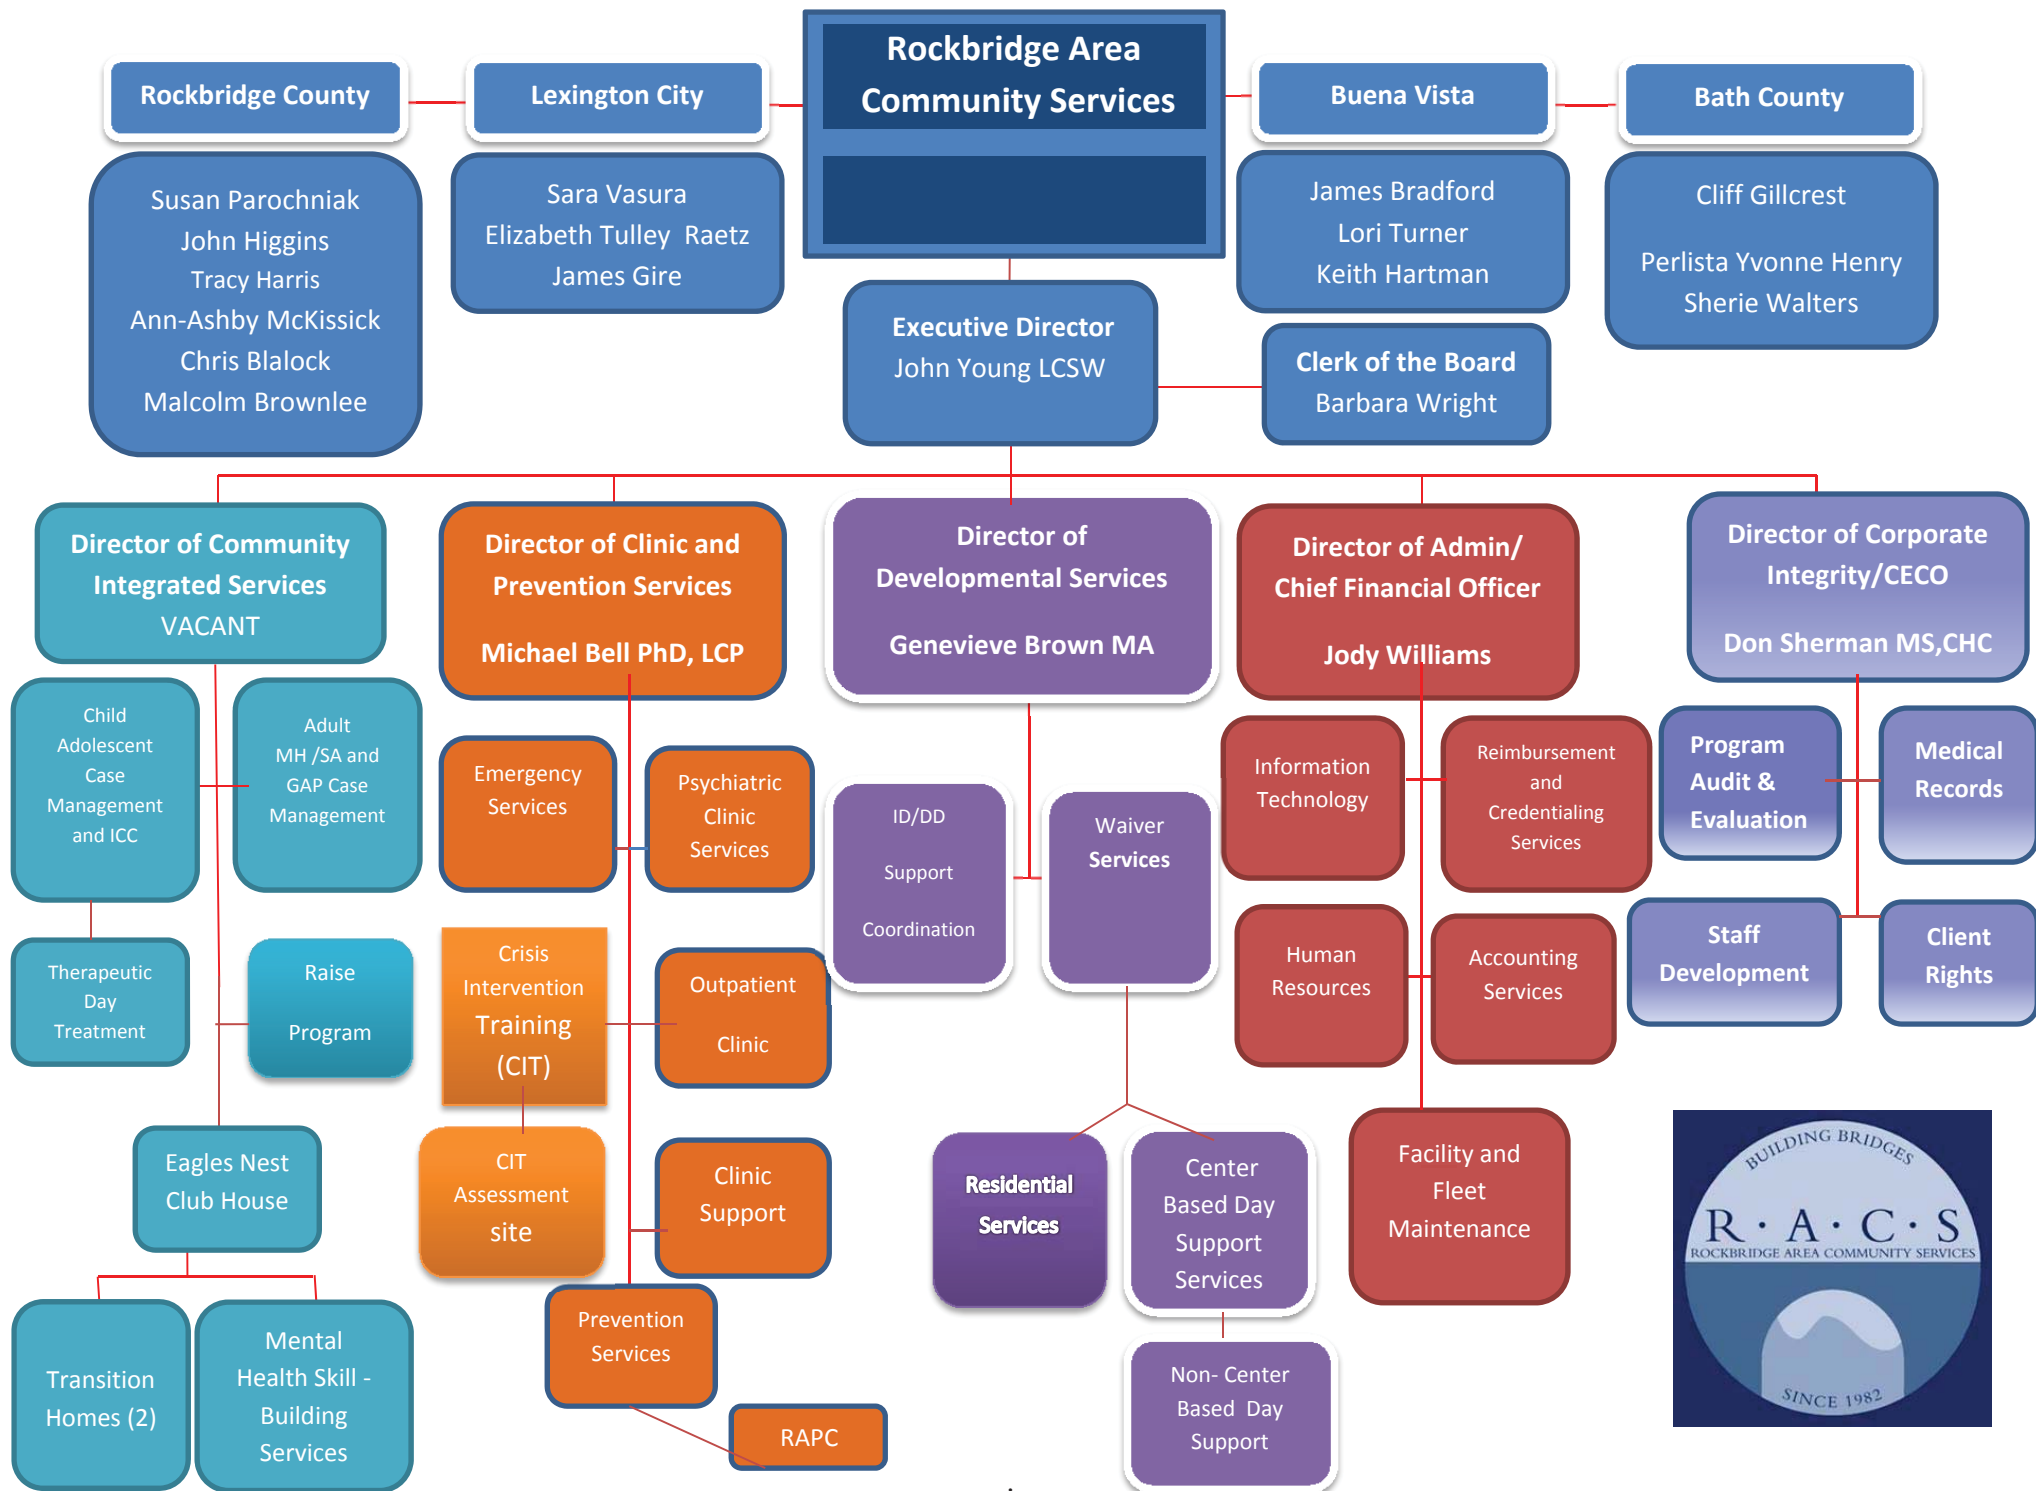 Rockbridge Area
Community Services
Rockbridge County
Lexington City
Buena Vista
Bath County
Susan Parochniak
John Higgins
Tracy Harris
Ann-Ashby McKissick
Chris Blalock
Malcolm Brownlee
Sara Vasura
Elizabeth Tulley  Raetz
James Gire
James Bradford
Lori Turner
Keith Hartman
Cliff Gillcrest
Perlista Yvonne Henry
Sherie Walters
Executive Director
John Young LCSW
Clerk of the Board
Barbara Wright
Director of Community
Integrated Services
VACANT
Director of Clinic and
Prevention Services
Michael Bell PhD, LCP
Director of
Developmental Services
Genevieve Brown MA
Director of Admin/
Chief Financial Officer
Jody Williams
Director of Corporate
Integrity/CECO
Don Sherman MS,CHC
Child
Adolescent
Case
Management
and ICC
Adult
MH /SA and
GAP Case
Management
Therapeutic
Day
Treatment
Raise
Program
Eagles Nest
Club House
Transition
Homes (2)
Mental
Health Skill -
Building
Services
Emergency
Services
Psychiatric
Clinic
Services
Crisis
Intervention
Training
(CIT)
Outpatient
Clinic
CIT
Assessment
site
Clinic
Support
Prevention
Services
RAPC
ID/DD
Support
Coordination
Waiver
Services
Residential
Services
Center
Based Day
Support
Services
Non- Center
Based  Day
Support
Information
Technology
Reimbursement
and
Credentialing
Services
Human
Resources
Accounting
Services
Facility and
Fleet
Maintenance
Program
Audit &
Evaluation
Medical
Records
Staff
Development
Client
Rights
BUILDING BRIDGES
R · A · C · S
ROCKBRIDGE AREA COMMUNITY SERVICES
SINCE 1982